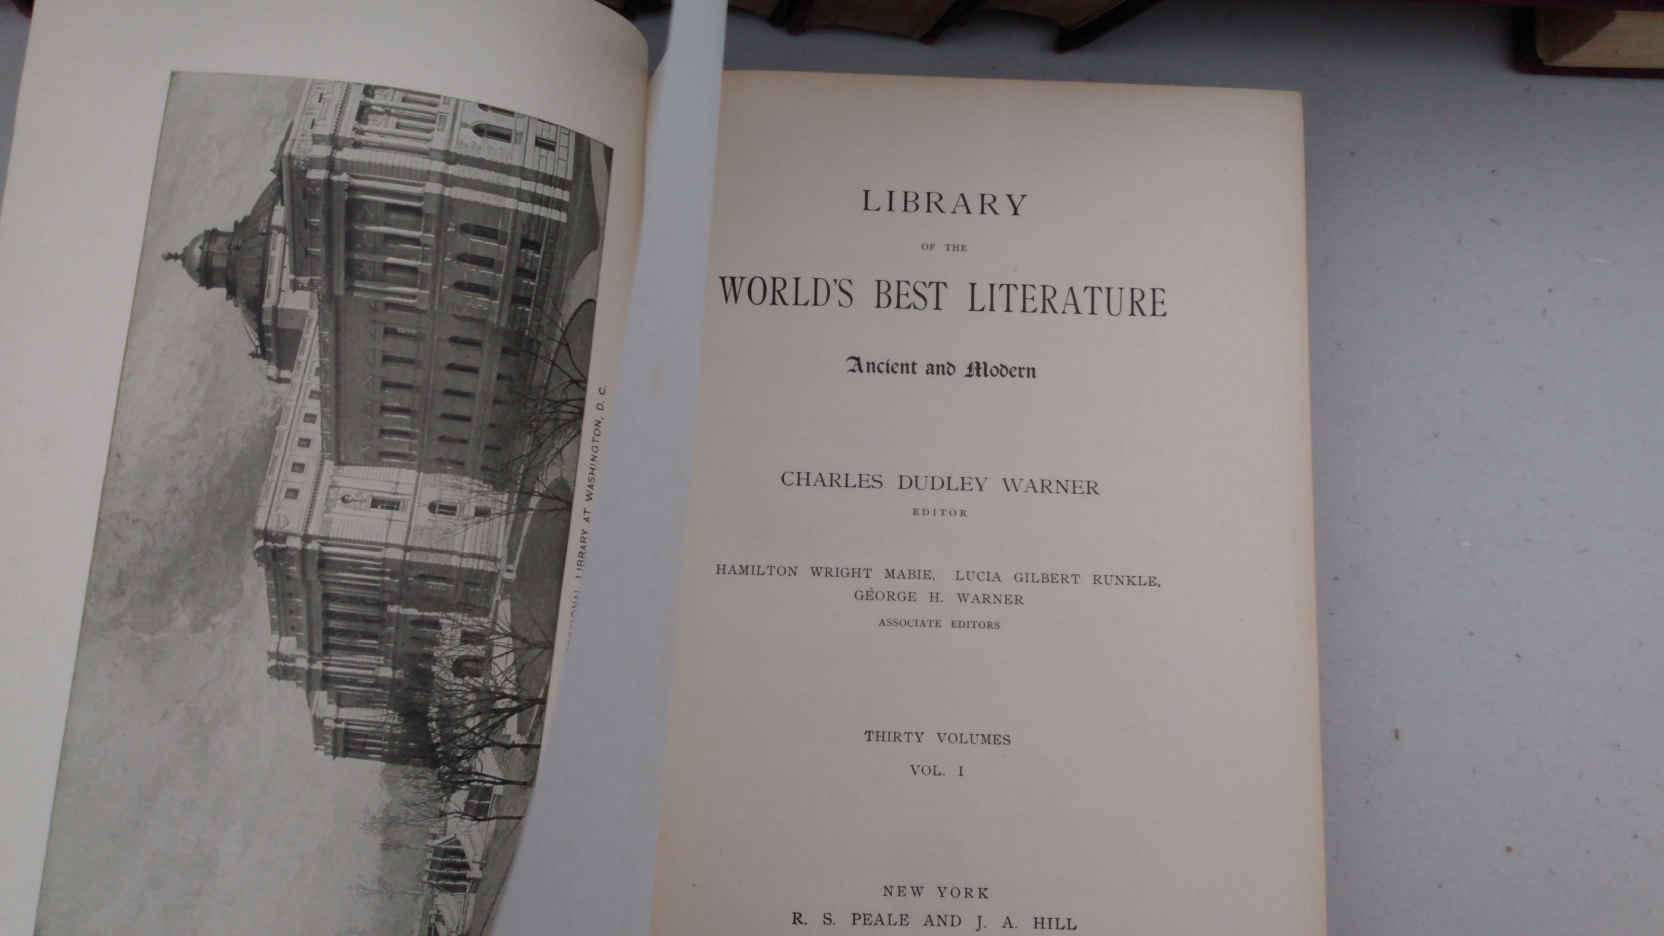 LIBRARY AT WASHINGTON, D. C.
LIBRARY
OF THE
WORLD'S BEST LITERATURE
Ancient and Modern
CHARLES DUDLEY WARNER
EDITOR
HAMILTON WRIGHT MABIE, LUCIA GILBERT RUNKLE,
GEORGE H. WARNER
ASSOCIATE EDITORS
THIRTY VOLUMES
VOL. I
NEW YORK
R. S. PEALE AND J. A. HILL